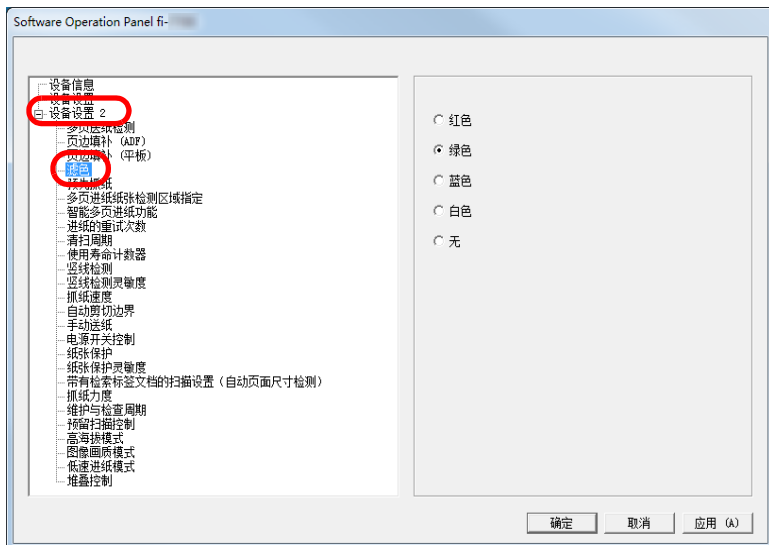 Software Operation Panel fi-
设备信息
设备设置
设备设置 2
多页送纸检测
页边填补 (ADF)
页边填补 (平板)
滤色
预先抓纸
多页进纸纸张检测区域指定
智能多页进纸功能
进纸的重试次数
清扫周期
使用寿命计数器
竖线检测
竖线检测灵敏度
抓纸速度
自动剪切边界
手动送纸
电源开关控制
纸张保护
纸张保护灵敏度
带有检索标签文档的扫描设置(自动页面尺寸检测)
抓纸力度
维护与检查周期
预留扫描控制
高海拔模式
图像画质模式
低速进纸模式
堆叠控制
红色
绿色
蓝色
白色
无
确定 取消 应用 (A)